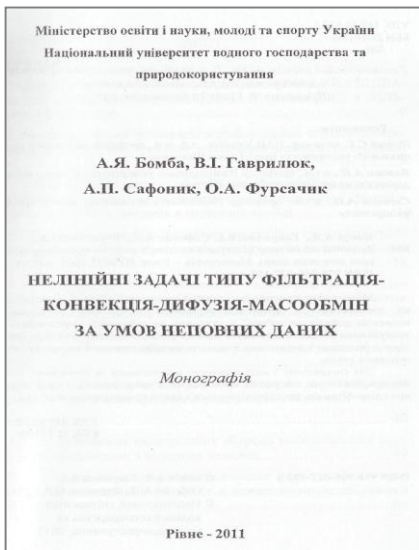 Міністерство освіти і науки, молоді та спорту України
Національний університет водного господарства та
природокористування
А.Я. Бомба, В.І. Гаврилюк,
А.П. Сафоник, О.А. Фурсачик
НЕЛІНІЙНІ ЗАДАЧІ ТИПУ ФІЛЬТРАЦІЯ-
КОНВЕКЦІЯ-ДИФУЗІЯ-МАСООБМІН
ЗА УМОВ НЕПОВНИХ ДАНИХ
Монографія
Рівне - 2011